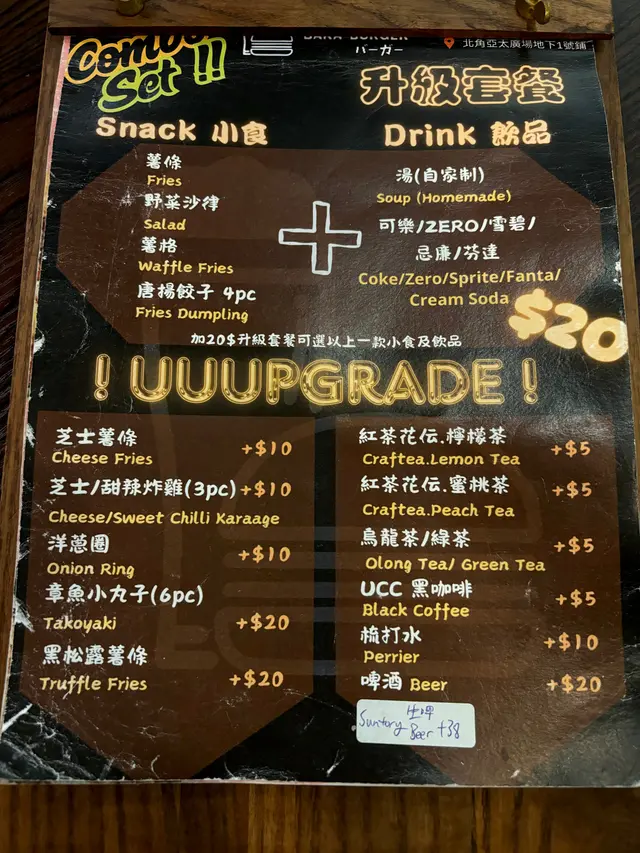 Combo
Set !!
BARA BURGER
バーガー
北角亞太廣場地下1號鋪
升級套餐
Snack 小食
Drink 飲品
薯條
Fries
野菜沙律
Salad
薯格
Waffle Fries
唐揚餃子 4pc
Fries Dumpling
+
湯(自家制)
Soup (Homemade)
可樂/ZERO/雪碧/
忌廉/芬達
Coke/Zero/Sprite/Fanta/
Cream Soda
$20
加20$升級套餐可選以上一款小食及飲品
! UUUPGRADE !
芝士薯條 +$10
Cheese Fries
芝士/甜辣炸雞(3pc) +$10
Cheese/Sweet Chilli Karaage
洋蔥圈 +$10
Onion Ring
章魚小丸子(6pc)
Takoyaki +$20
黑松露薯條
Truffle Fries +$20
紅茶花伝.檸檬茶 +$5
Craftea.Lemon Tea
紅茶花伝.蜜桃茶 +$5
Craftea.Peach Tea
烏龍茶/綠茶 +$5
Olong Tea/ Green Tea
UCC 黑咖啡 +$5
Black Coffee
梳打水 +$10
Perrier
啤酒 Beer +$20
Suntory 生啤 Beer +38